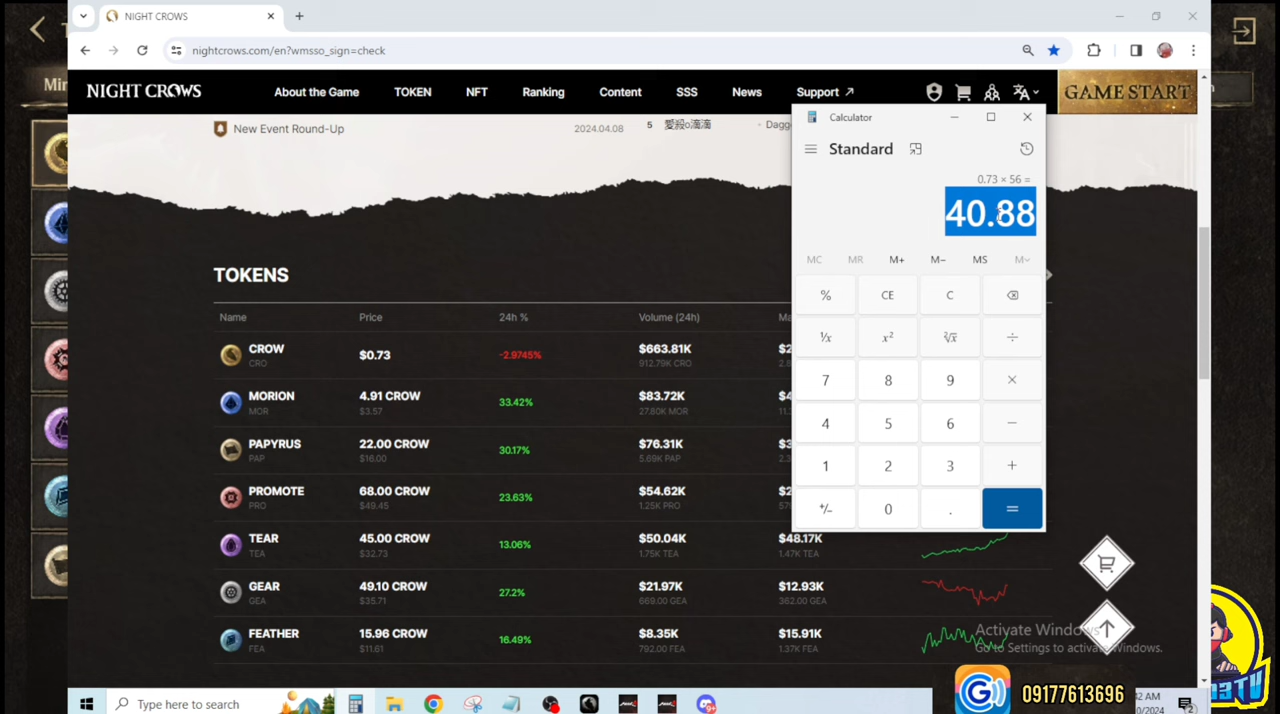 NIGHT CROWS
nightcrows.com/en?wmsso_sign=check
NIGHT CROWS
About the Game
TOKEN
NFT
Ranking
Content
SSS
News
Support
GAME START
New Event Round-Up
2024.04.08
5
愛殺o滴滴
Calculator
Standard
0.73 × 56 =
40.88
MC
MR
M+
M−
MS
M
%
CE
C
¹/x
x²
²√x
÷
7
8
9
×
4
5
6
−
1
2
3
+
+/−
0
.
=
TOKENS
Name
Price
24h %
Volume (24h)
CROW
CRO
$0.73
-2.9745%
$663.81K
912.79K CRO
MORION
MOR
4.91 CROW
$3.57
33.42%
$83.72K
27.80K MOR
PAPYRUS
PAP
22.00 CROW
$16.00
30.17%
$76.31K
5.69K PAP
PROMOTE
PRO
68.00 CROW
$49.45
23.63%
$54.62K
1.25K PRO
TEAR
TEA
45.00 CROW
$32.73
13.06%
$50.04K
1.75K TEA
$48.17K
1.47K TEA
GEAR
GEA
49.10 CROW
$35.71
27.2%
$21.97K
669.00 GEA
$12.93K
362.00 GEA
FEATHER
FEA
15.96 CROW
$11.61
16.49%
$8.35K
792.00 FEA
$15.91K
1.37K FEA
Activate Windows
Go to Settings to activate Windows.
Type here to search
09177613696